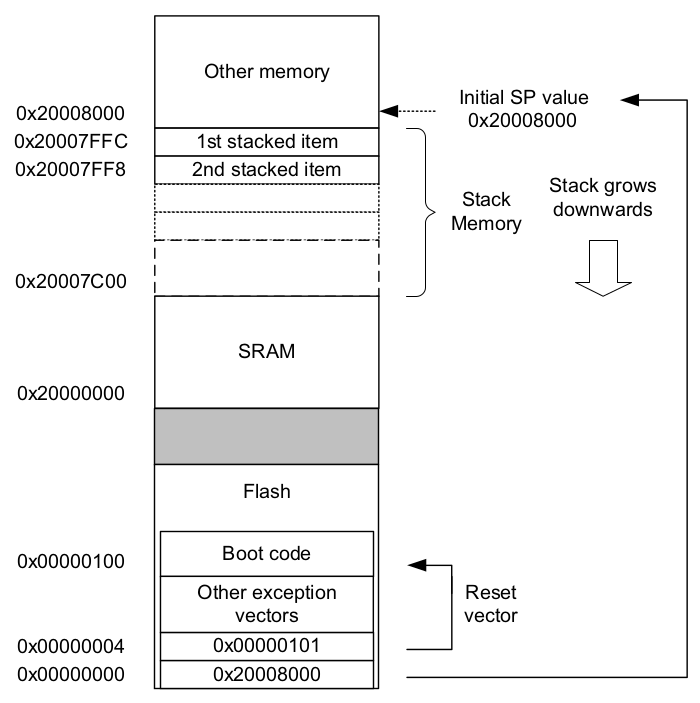 Other memory
0x20008000
Initial SP value
0x20008000
0x20007FFC
1st stacked item
0x20007FF8
2nd stacked item
Stack
Memory
Stack grows
downwards
0x20007C00
SRAM
0x20000000
Flash
0x00000100
Boot code
Other exception
vectors
Reset
vector
0x00000004
0x00000101
0x00000000
0x20008000